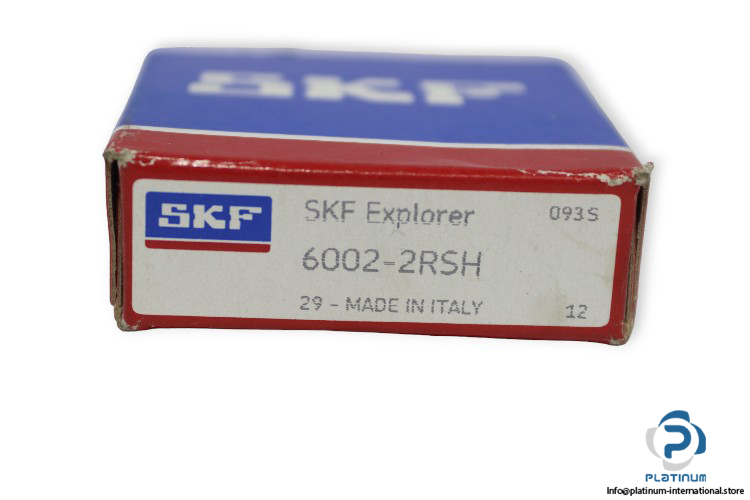 SKF
SKF
SKF Explorer
093S
6002-2RSH
29 - MADE IN ITALY
12
PLATINUM
Info@platinum-international.store